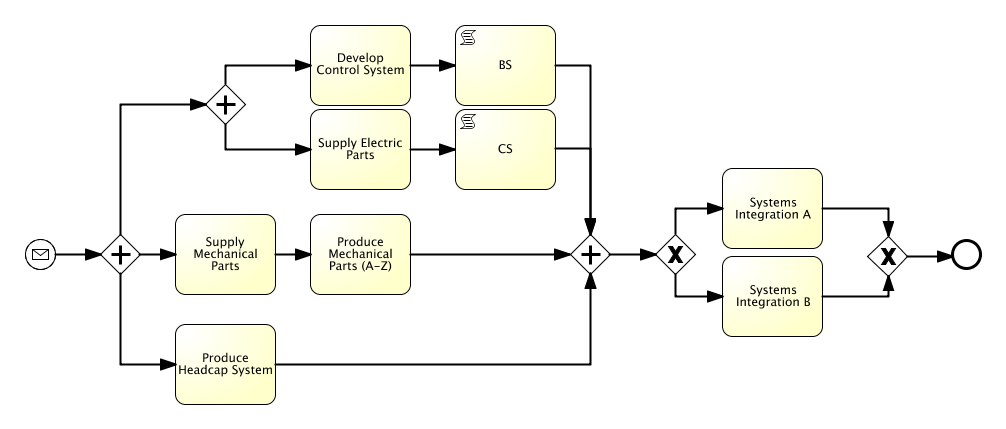 Develop
Control System
BS
Supply Electric
Parts
CS
Supply
Mechanical
Parts
Produce
Mechanical
Parts (A-Z)
Produce
Headcap System
Systems
Integration A
Systems
Integration B